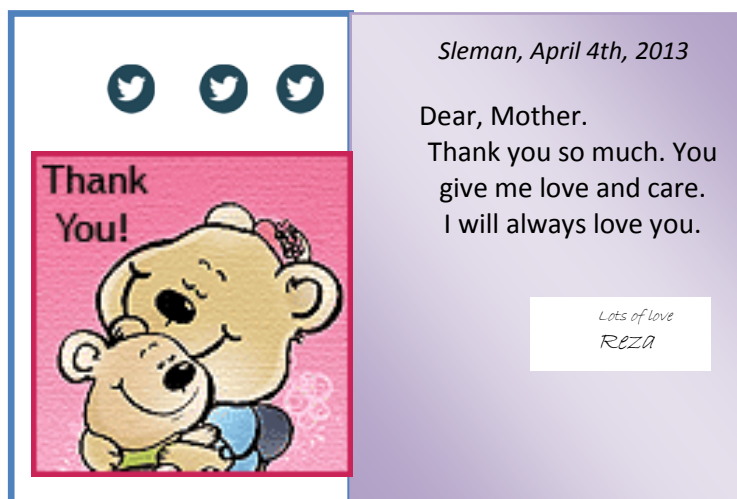 Thank
You!
Sleman, April 4th, 2013
Dear, Mother.
Thank you so much. You
give me love and care.
I will always love you.
Lots of love
Reza